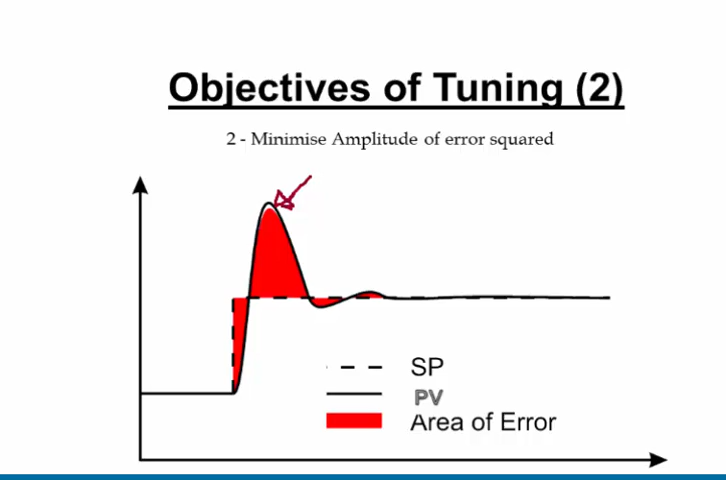 Objectives of Tuning (2)
2 - Minimise Amplitude of error squared
SP
PV
Area of Error